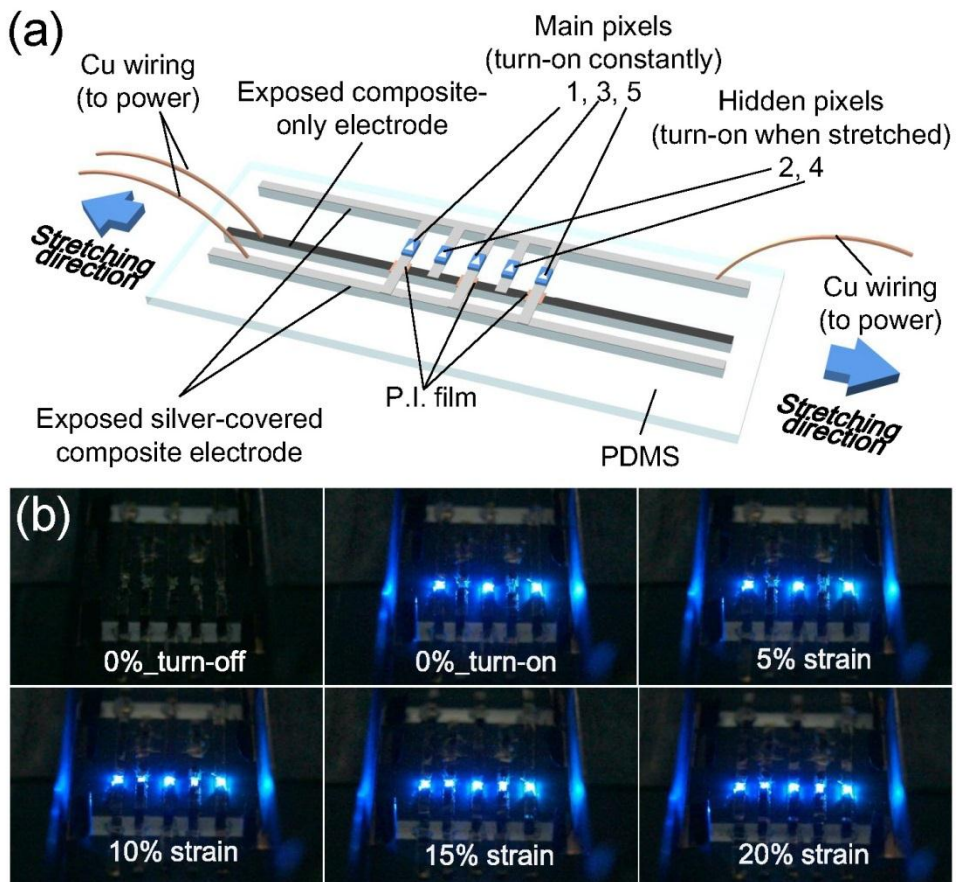 (a)
Main pixels
(turn-on constantly)
1, 3, 5
Cu wiring
(to power)
Exposed composite-
only electrode
Hidden pixels
(turn-on when stretched)
2, 4
Stretching
direction
Cu wiring
(to power)
P.I. film
Exposed silver-covered
composite electrode
PDMS
Stretching
direction
(b)
0%_turn-off
0%_turn-on
5% strain
10% strain
15% strain
20% strain